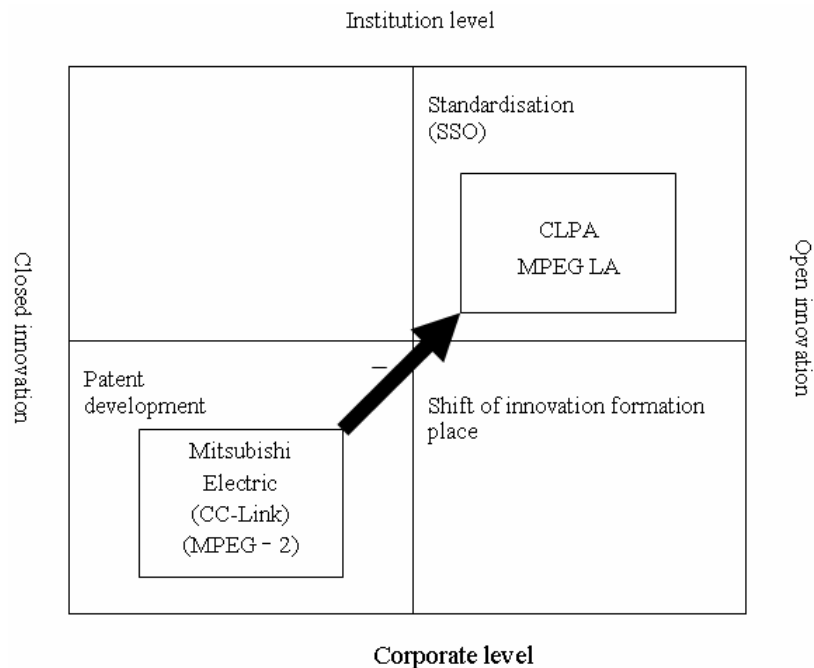 Institution level
Standardisation
(SSO)
CLPA
MPEG LA
Closed innovation
Open innovation
Patent
development
Shift of innovation formation
place
Mitsubishi
Electric
(CC-Link)
(MPEG - 2)
Corporate level